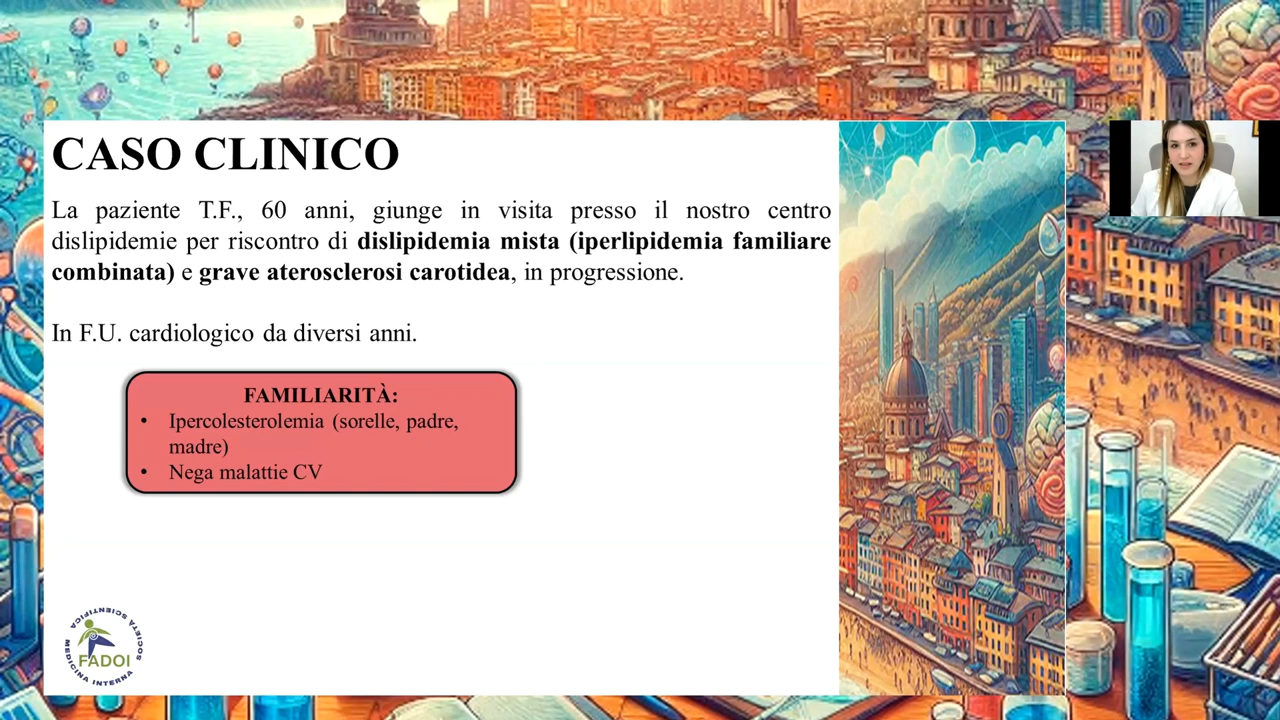 CASO CLINICO
La paziente T.F., 60 anni, giunge in visita presso il nostro centro
dislipidemie per riscontro di dislipidemia mista (iperlipidemia familiare
combinata) e grave aterosclerosi carotidea, in progressione.
In F.U. cardiologico da diversi anni.
FAMILIARITÀ:
• Ipercolesterolemia (sorelle, padre,
madre)
• Nega malattie CV
SOCIETÀ SCIENTIFICA
MEDICINA INTERNA
FADOI